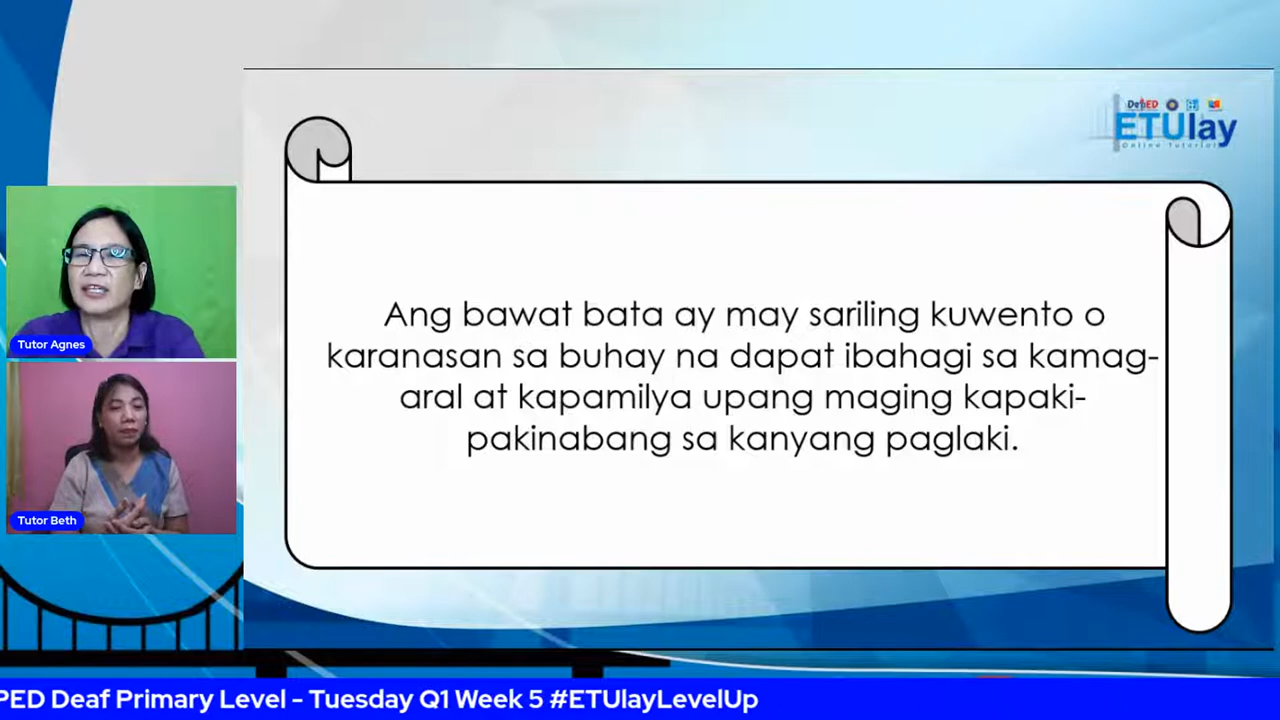 DepED
ETUlay
Online Tutorial
Ang bawat bata ay may sariling kuwento o
karanasan sa buhay na dapat ibahagi sa kamag-
aral at kapamilya upang maging kapaki-
pakinabang sa kanyang paglaki.
Tutor Agnes
Tutor Beth
PED Deaf Primary Level - Tuesday Q1 Week 5 #ETUlayLevelUp